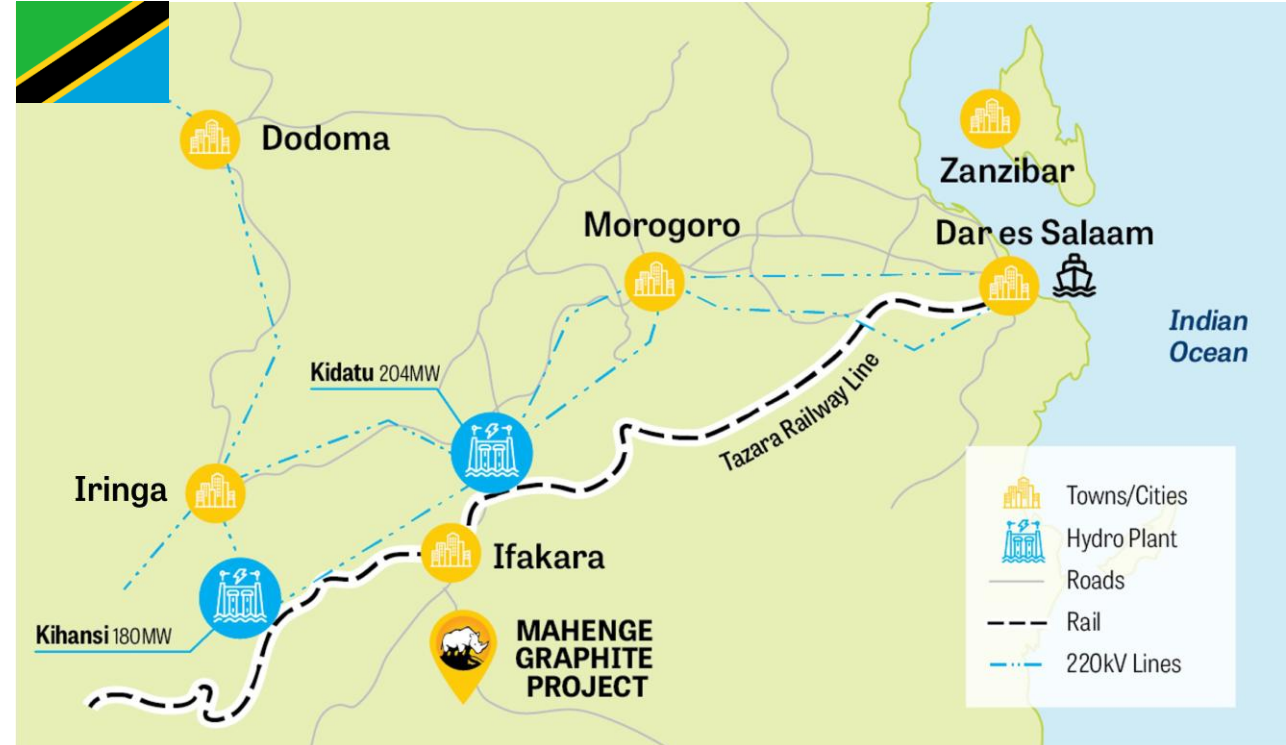 Dodoma
Zanzibar
Morogoro
Dar es Salaam
Indian
Ocean
Kidatu 204MW
Tazara Railway Line
Iringa
Ifakara
Kihansi 180MW
MAHENGE
GRAPHITE
PROJECT
Towns/Cities
Hydro Plant
Roads
Rail
220kV Lines